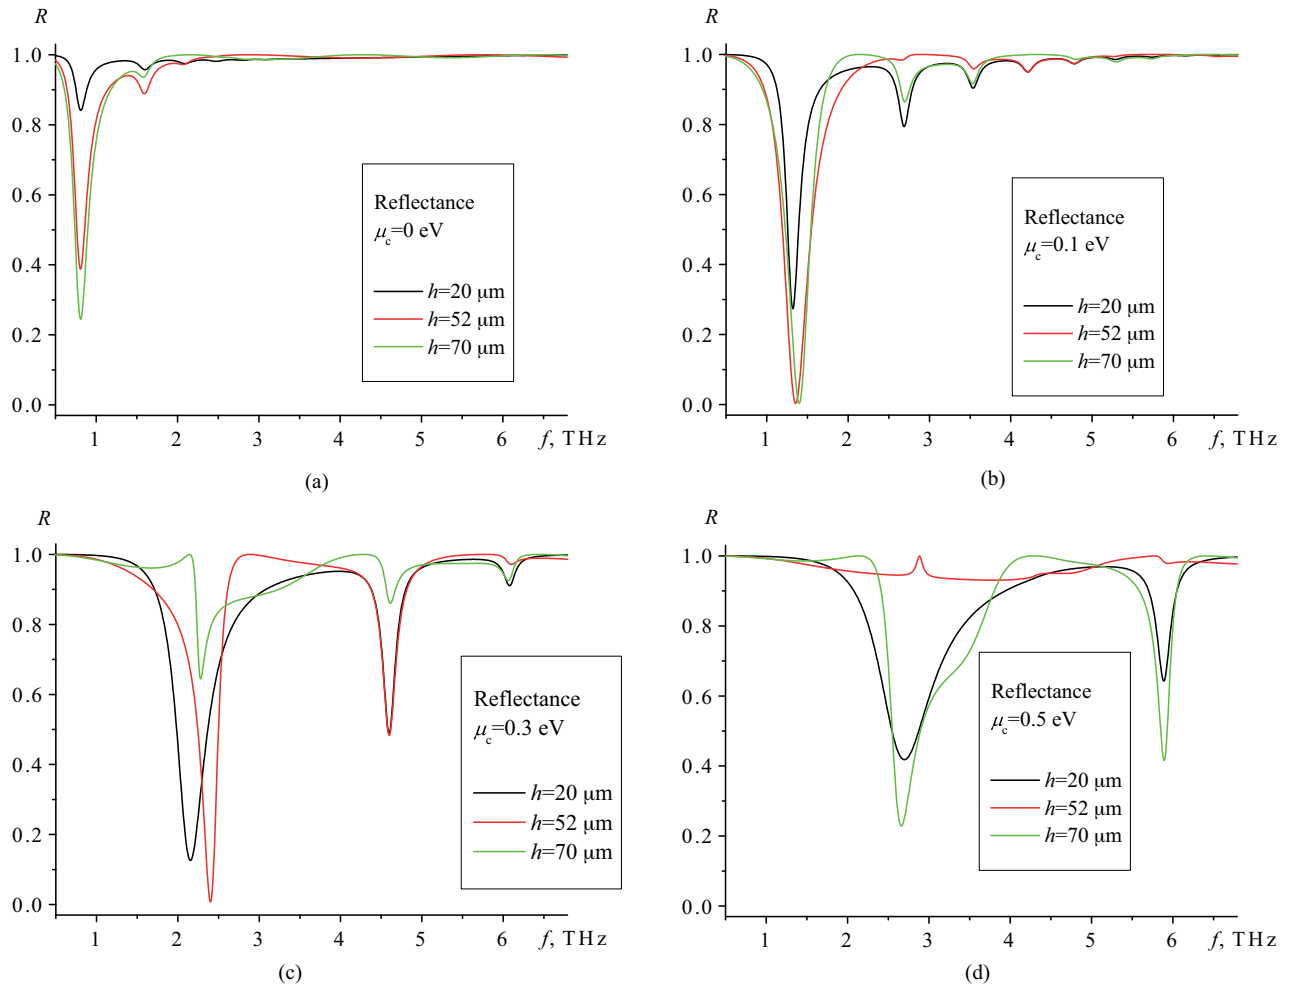 R
1.0
0.8
0.6
0.4
0.2
0.0
1 2 3 4 5 6 f, THz
Reflectance
μc=0 eV
h=20 μm
h=52 μm
h=70 μm
(a)
R
1.0
0.8
0.6
0.4
0.2
0.0
1 2 3 4 5 6 f, THz
Reflectance
μc=0.1 eV
h=20 μm
h=52 μm
h=70 μm
(b)
R
1.0
0.8
0.6
0.4
0.2
0.0
1 2 3 4 5 6 f, THz
Reflectance
μc=0.3 eV
h=20 μm
h=52 μm
h=70 μm
(c)
R
1.0
0.8
0.6
0.4
0.2
0.0
1 2 3 4 5 6 f, THz
Reflectance
μc=0.5 eV
h=20 μm
h=52 μm
h=70 μm
(d)